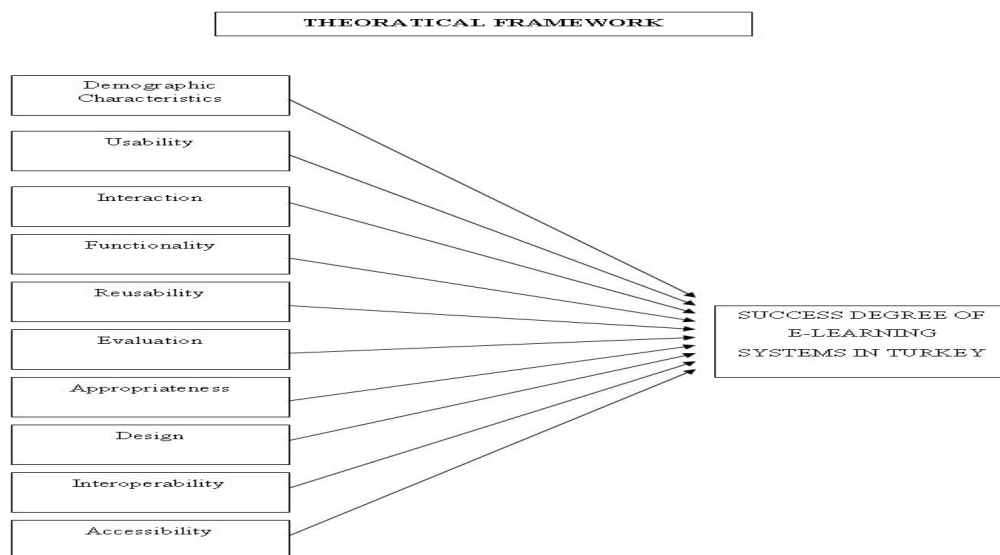 THEORATICAL FRAMEWORK
Demographic
Characteristics
Usability
Interaction
Functionality
Reusability
Evaluation
Appropriateness
Design
Interoperability
Accessibility
SUCCESS DEGREE OF
E-LEARNING
SYSTEMS IN TURKEY